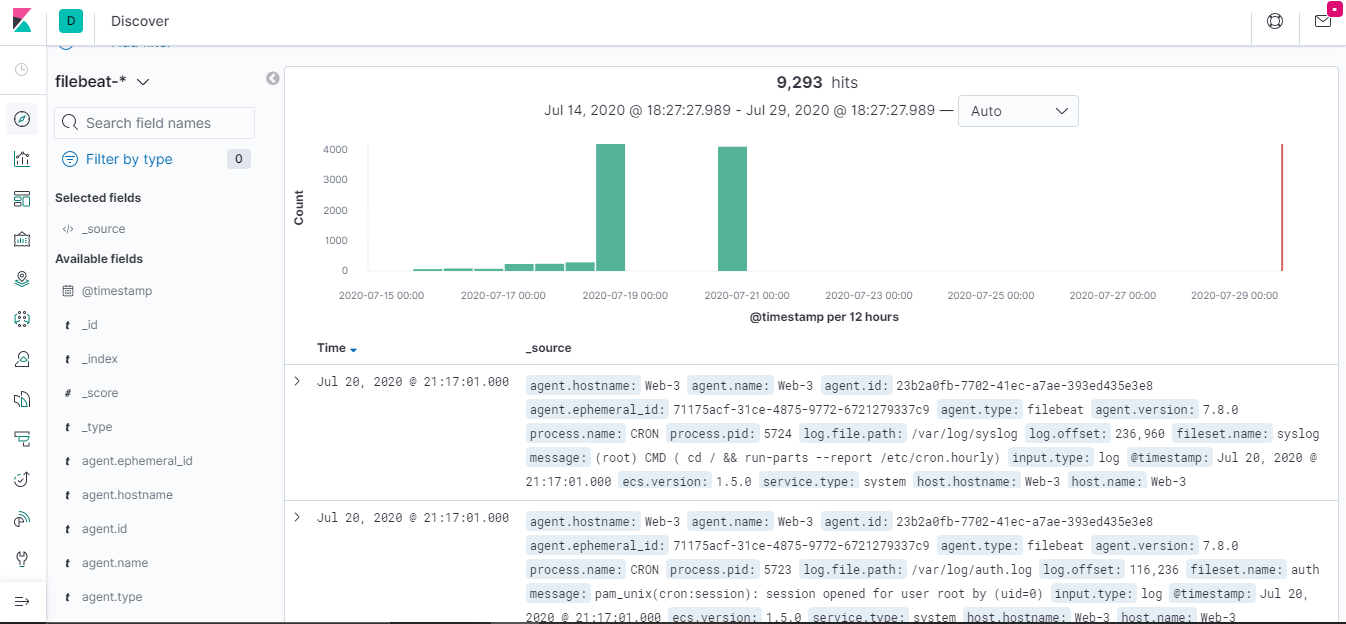 D Discover
Add filter
filebeat-*
Search field names
Filter by type 0
Selected fields
</> _source
Available fields
@timestamp
t _id
t _index
# _score
t _type
t agent.ephemeral_id
t agent.hostname
t agent.id
t agent.name
t agent.type
9,293 hits
Jul 14, 2020 @ 18:27:27.989 - Jul 29, 2020 @ 18:27:27.989 — Auto
Count
4000
3000
2000
1000
0
2020-07-15 00:00 2020-07-17 00:00 2020-07-19 00:00 2020-07-21 00:00 2020-07-23 00:00 2020-07-25 00:00 2020-07-27 00:00 2020-07-29 00:00
@timestamp per 12 hours
Time _source
Jul 20, 2020 @ 21:17:01.000 agent.hostname: Web-3 agent.name: Web-3 agent.id: 23b2a0fb-7702-41ec-a7ae-393ed435e3e8
agent.ephemeral_id: 71175acf-31ce-4875-9772-6721279337c9 agent.type: filebeat agent.version: 7.8.0
process.name: CRON process.pid: 5724 log.file.path: /var/log/syslog log.offset: 236,960 fileset.name: syslog
message: (root) CMD ( cd / && run-parts --report /etc/cron.hourly) input.type: log @timestamp: Jul 20, 2020 @
21:17:01.000 ecs.version: 1.5.0 service.type: system host.hostname: Web-3 host.name: Web-3
Jul 20, 2020 @ 21:17:01.000 agent.hostname: Web-3 agent.name: Web-3 agent.id: 23b2a0fb-7702-41ec-a7ae-393ed435e3e8
agent.ephemeral_id: 71175acf-31ce-4875-9772-6721279337c9 agent.type: filebeat agent.version: 7.8.0
process.name: CRON process.pid: 5723 log.file.path: /var/log/auth.log log.offset: 116,236 fileset.name: auth
message: pam_unix(cron:session): session opened for user root by (uid=0) input.type: log @timestamp: Jul 20,
2020 @ 21:17:01.000 ecs.version: 1.5.0 service.type: system host.hostname: Web-3 host.name: Web-3